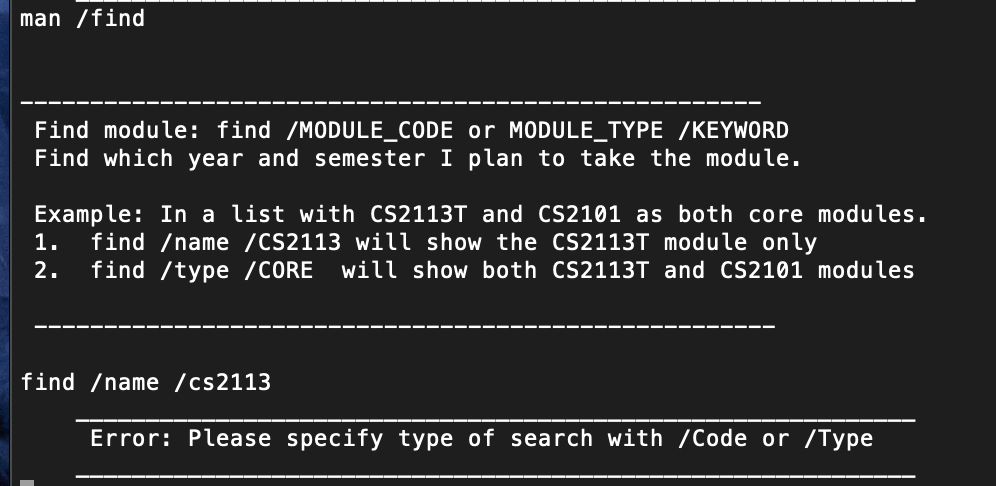 man /find
Find module: find /MODULE_CODE or MODULE_TYPE /KEYWORD
Find which year and semester I plan to take the module.
Example: In a list with CS2113T and CS2101 as both core modules.
1.  find /name /CS2113 will show the CS2113T module only
2.  find /type /CORE  will show both CS2113T and CS2101 modules
find /name /cs2113
Error: Please specify type of search with /Code or /Type